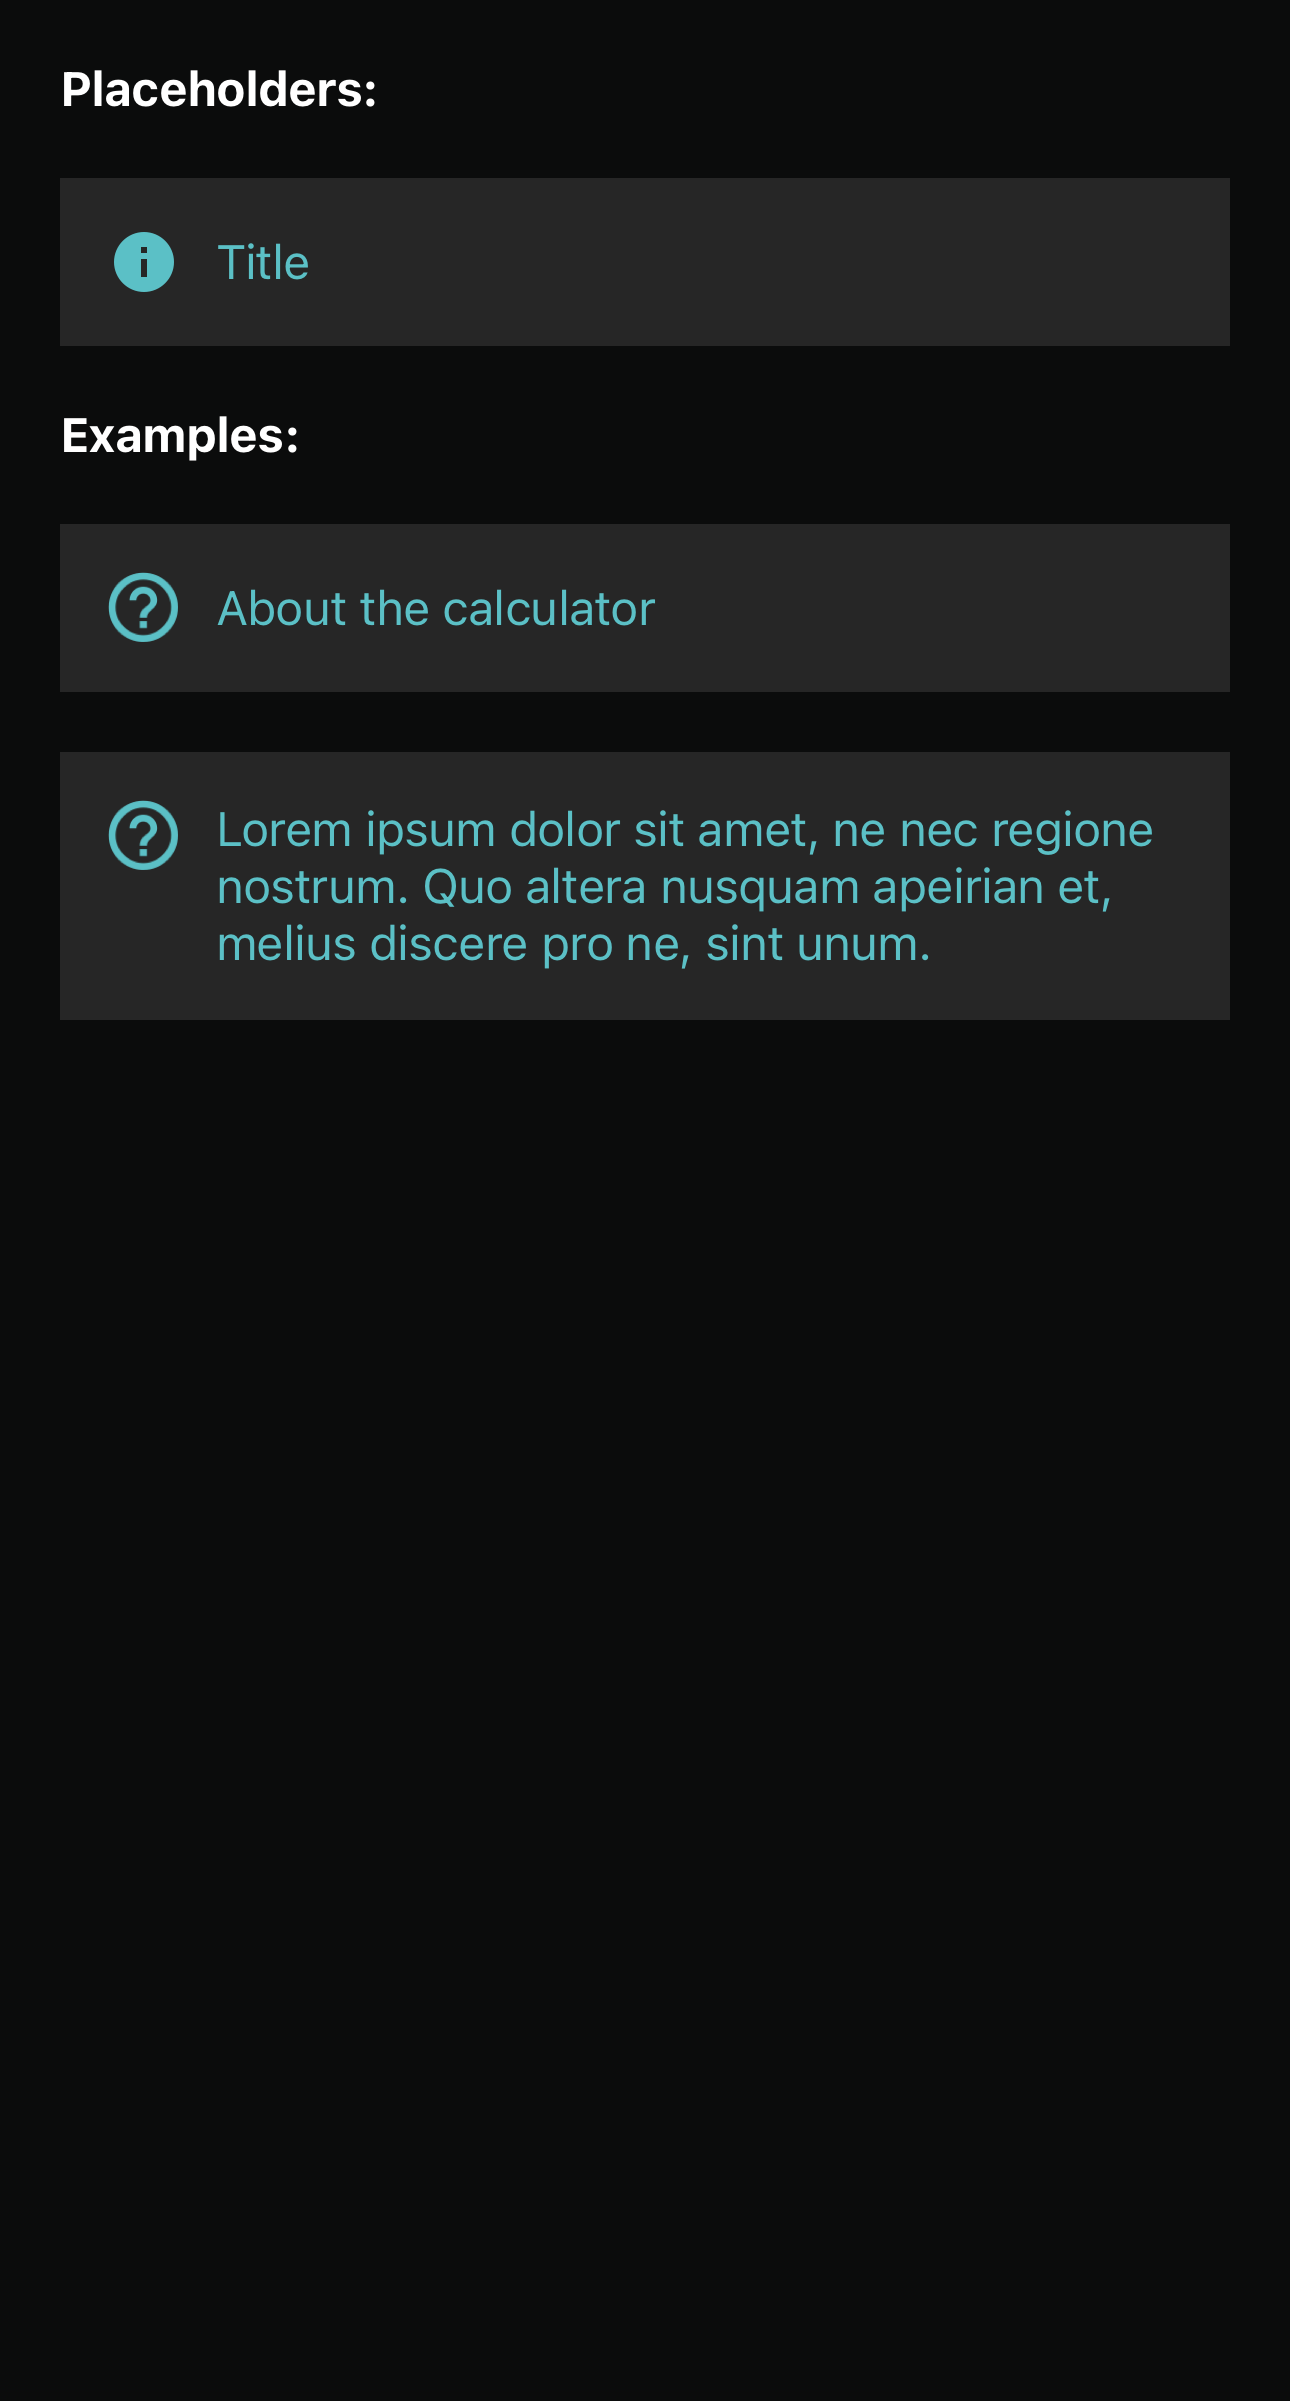 Placeholders:
Title
Examples:
About the calculator
Lorem ipsum dolor sit amet, ne nec regione
nostrum. Quo altera nusquam apeirian et,
melius discere pro ne, sint unum.